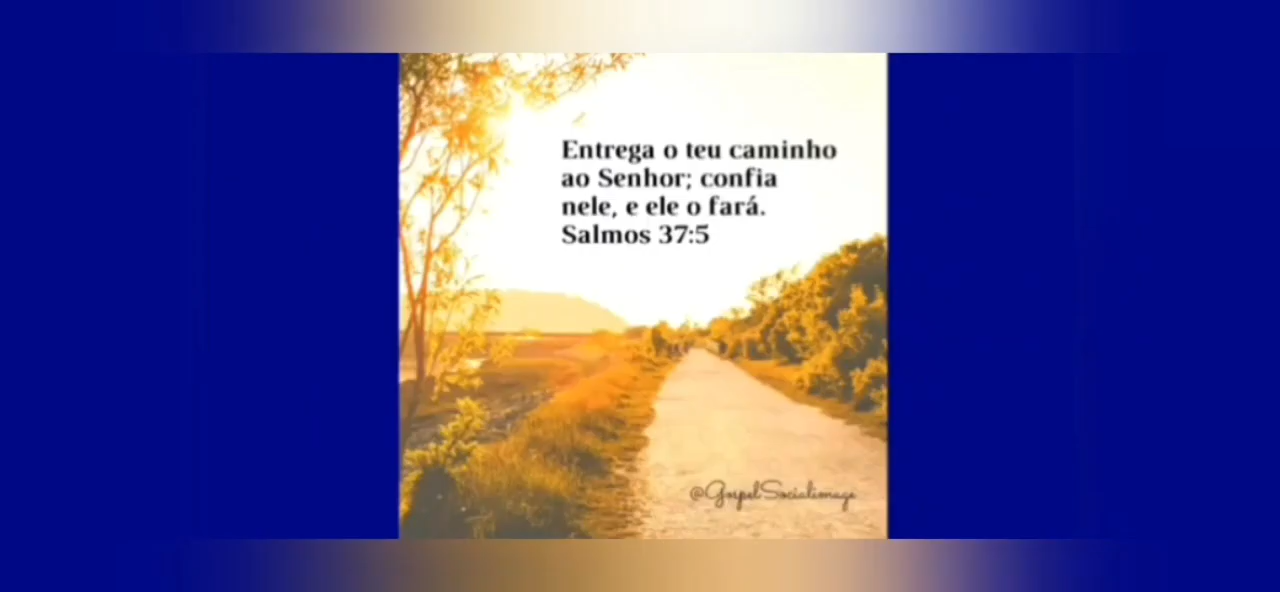 Entrega o teu caminho
ao Senhor; confia
nele, e ele o fará.
Salmos 37:5
@GospelSocialimage